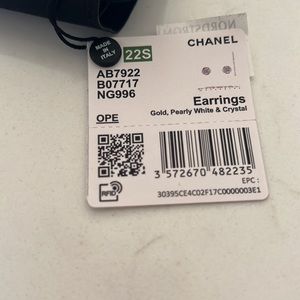 NORDSTROM
MADE IN ITALY
22S
CHANEL
AB7922
B07717
NG996
Earrings
Gold, Pearly White & Crystal
OPE
3 572670 482235
EPC :
RFID
30395CE4C02F17C0000003E1